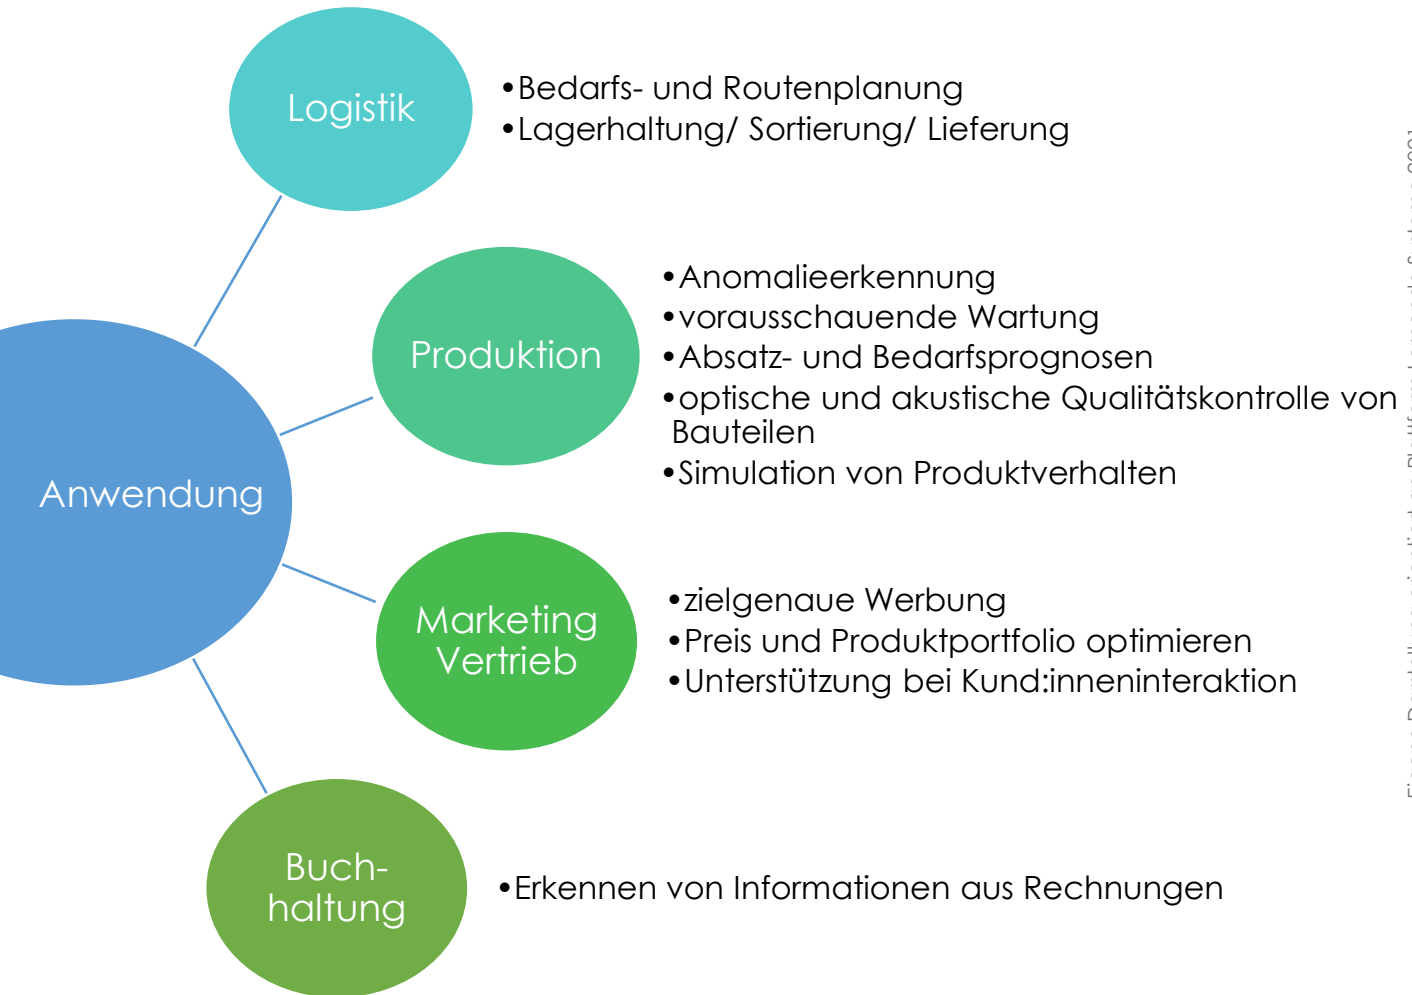 Logistik
•Bedarfs- und Routenplanung
•Lagerhaltung/ Sortierung/ Lieferung
Produktion
•Anomalieerkennung
•vorausschauende Wartung
•Absatz- und Bedarfsprognosen
•optische und akustische Qualitätskontrolle von
Bauteilen
•Simulation von Produktverhalten
Anwendung
Marketing
Vertrieb
•zielgenaue Werbung
•Preis und Produktportfolio optimieren
•Unterstützung bei Kund:inneninteraktion
Buch-
haltung
•Erkennen von Informationen aus Rechnungen